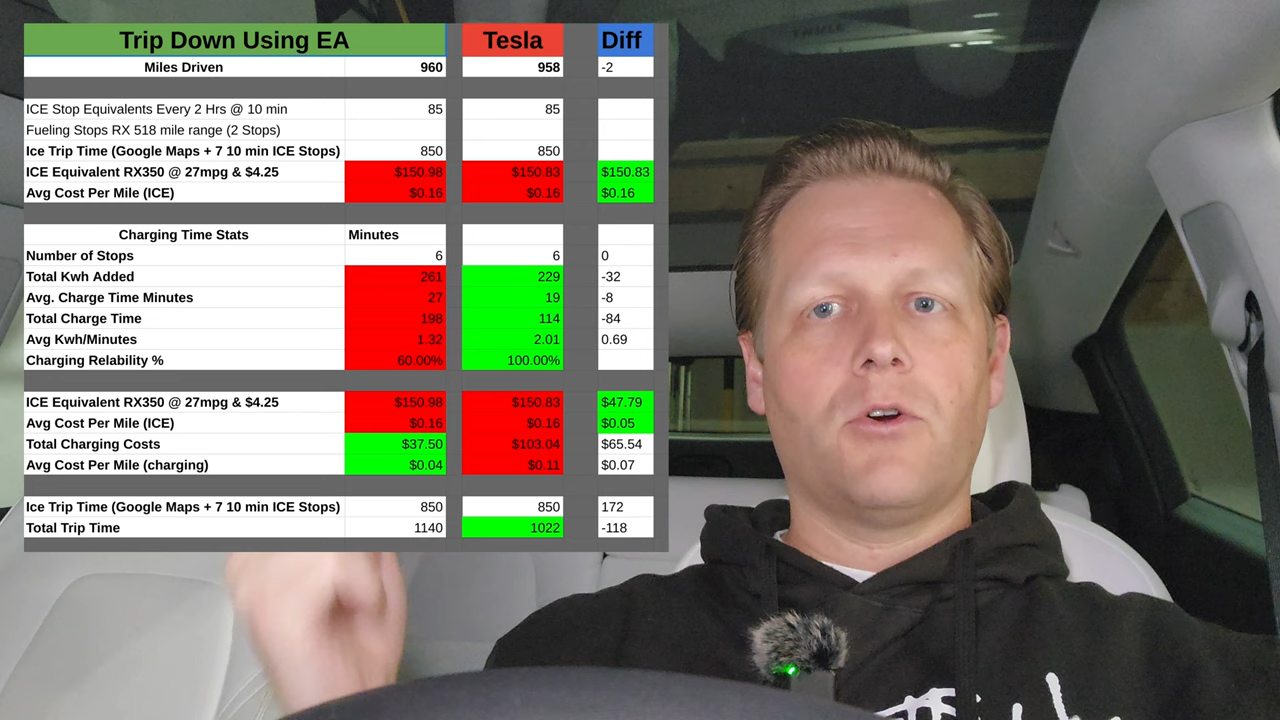 Trip Down Using EA Tesla Diff
Miles Driven 960 958 -2
ICE Stop Equivalents Every 2 Hrs @ 10 min 85 85
Fueling Stops RX 518 mile range (2 Stops)
Ice Trip Time (Google Maps + 7 10 min ICE Stops) 850 850
ICE Equivalent RX350 @ 27mpg & $4.25 $150.98 $150.83 $150.83
Avg Cost Per Mile (ICE) $0.16 $0.16 $0.16
Charging Time Stats Minutes
Number of Stops 6 6 0
Total Kwh Added 261 229 -32
Avg. Charge Time Minutes 27 19 -8
Total Charge Time 198 114 -84
Avg Kwh/Minutes 1.32 2.01 0.69
Charging Relability % 60.00% 100.00%
ICE Equivalent RX350 @ 27mpg & $4.25 $150.98 $150.83 $47.79
Avg Cost Per Mile (ICE) $0.16 $0.16 $0.05
Total Charging Costs $37.50 $103.04 $65.54
Avg Cost Per Mile (charging) $0.04 $0.11 $0.07
Ice Trip Time (Google Maps + 7 10 min ICE Stops) 850 850 172
Total Trip Time 1140 1022 -118